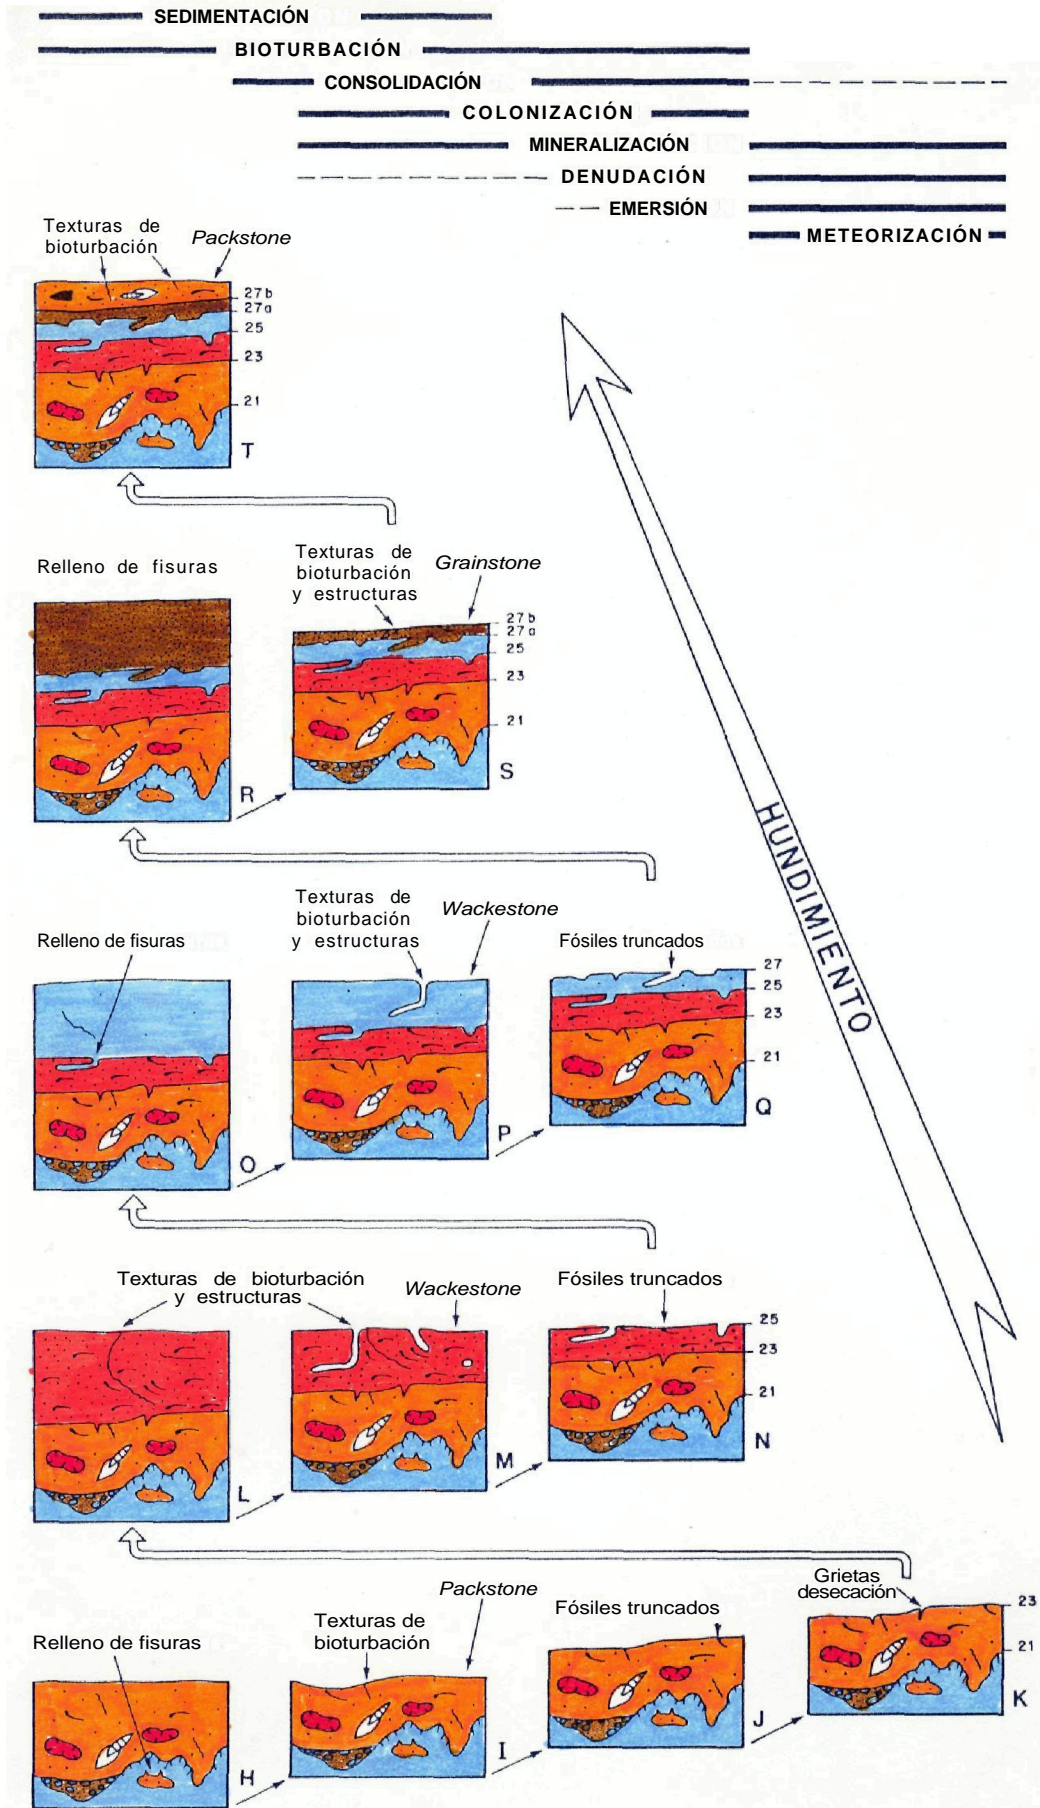 SEDIMENTACIÓN
BIOTURBACIÓN
CONSOLIDACIÓN
COLONIZACIÓN
MINERALIZACIÓN
DENUDACIÓN
EMERSIÓN
METEORIZACIÓN
Texturas de
bioturbación
Packstone
27b
27a
25
23
21
T
Relleno de fisuras
Texturas de
bioturbación
y estructuras
Grainstone
27b
27a
25
23
21
R
S
HUNDIMIENTO
Relleno de fisuras
Texturas de
bioturbación
y estructuras
Wackestone
Fósiles truncados
27
25
23
21
O
P
Q
Texturas de bioturbación
y estructuras
Wackestone
Fósiles truncados
25
23
21
L
M
N
Relleno de fisuras
Texturas de
bioturbación
Packstone
Fósiles truncados
Grietas
desecación
23
21
H
I
J
K